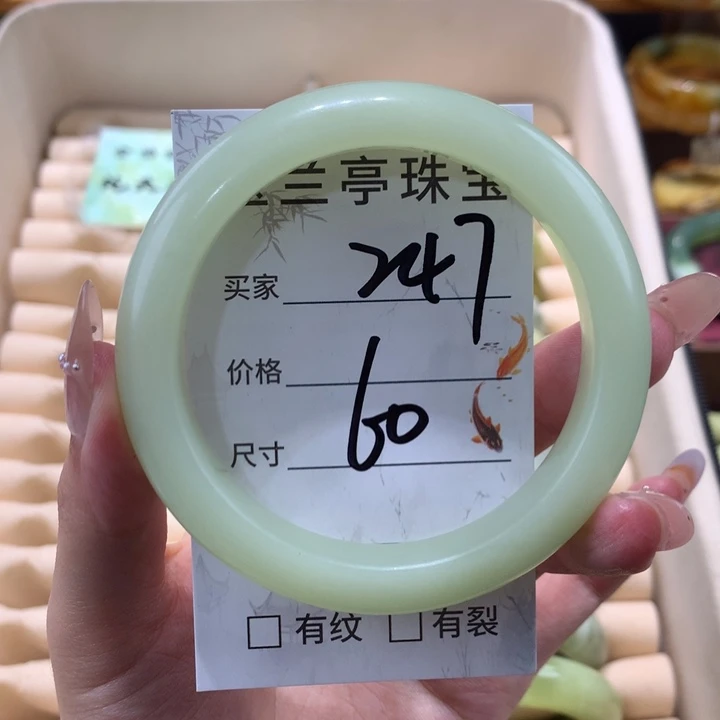 兰亭珠宝
买家 247
价格
尺寸 60
□ 有纹 □ 有裂